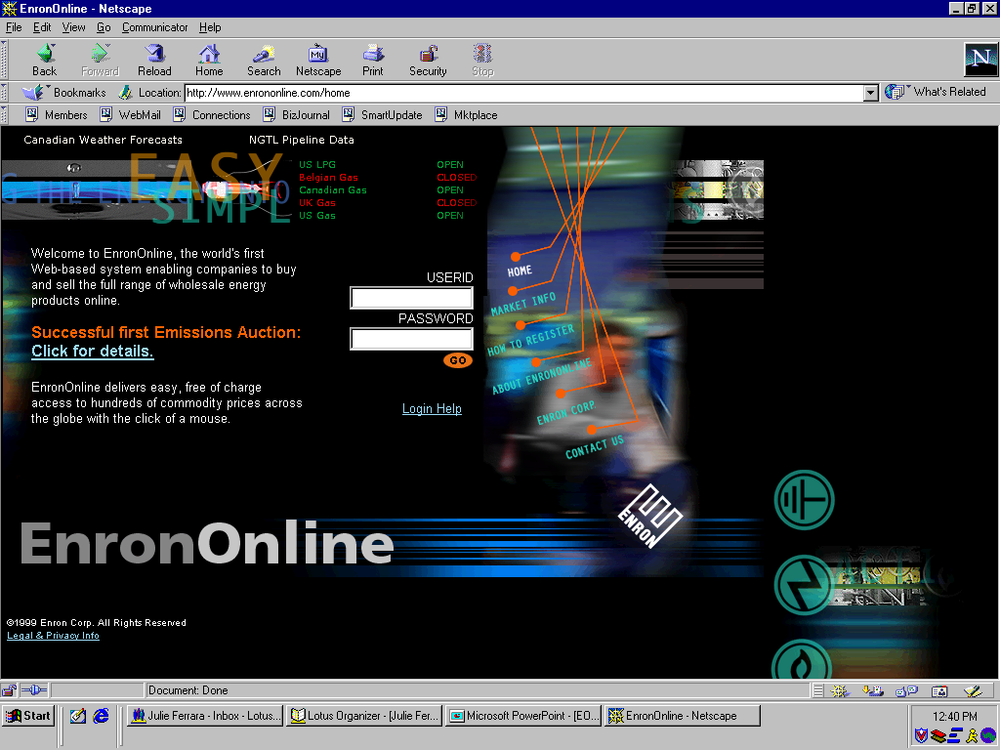 EnronOnline - Netscape
File Edit View Go Communicator Help
Back Forward Reload Home Search Netscape Print Security Stop
My
N
Bookmarks Location: http://www.enrononline.com/home What's Related
Members WebMail Connections BizJournal SmartUpdate Mktplace
Canadian Weather Forecasts NGTL Pipeline Data
EASY
SIMPL
US LPG OPEN
Belgian Gas CLOSED
Canadian Gas OPEN
UK Gas CLOSED
US Gas OPEN
Welcome to EnronOnline, the world's first
Web-based system enabling companies to buy
and sell the full range of wholesale energy
products online.
Successful first Emissions Auction:
Click for details.
EnronOnline delivers easy, free of charge
access to hundreds of commodity prices across
the globe with the click of a mouse.
USERID
PASSWORD
GO
Login Help
HOME
MARKET INFO
HOW TO REGISTER
ABOUT ENRONONLINE
ENRON CORP.
CONTACT US
ENRON
EnronOnline
©1999 Enron Corp. All Rights Reserved
Legal & Privacy Info
Document: Done
Start Julie Ferrara - Inbox - Lotus... Lotus Organizer - [Julie Fer... Microsoft PowerPoint - [EO... EnronOnline - Netscape 12:40 PM